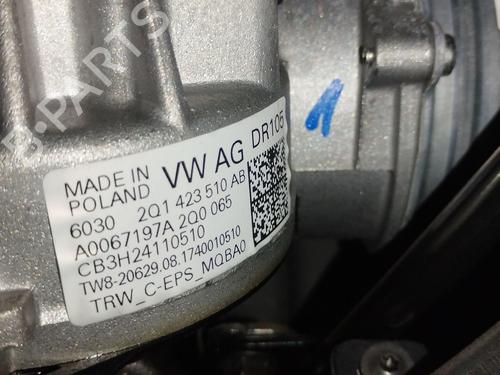 B-PARTS
MADE IN POLAND VW AG DR105
6030 2Q1 423 510 AB
A0067197A 2Q0 065
CB3H24110510
TW8-20629.08.1740010510
TRW_C-EPS_MQBA0
1